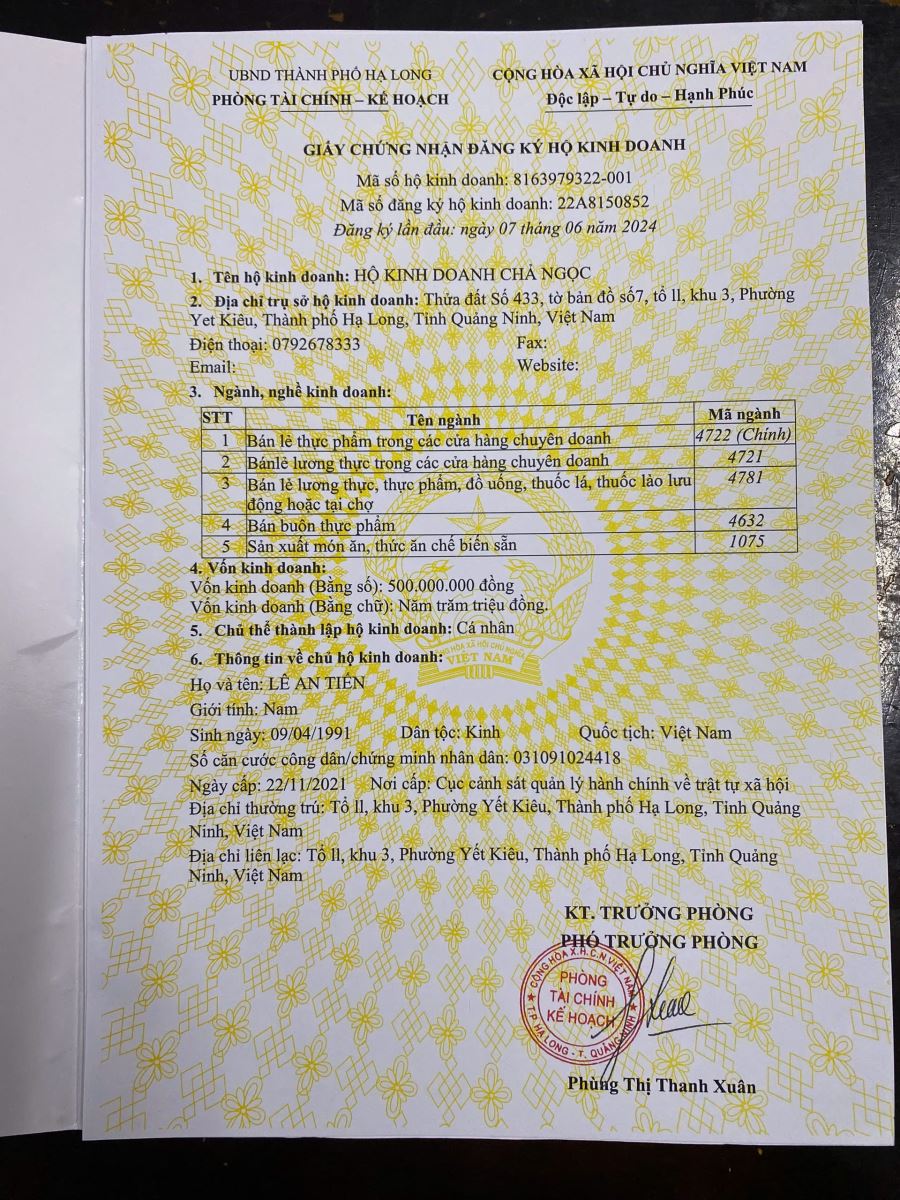 UBND THÀNH PHỐ HẠ LONG
PHÒNG TÀI CHÍNH – KẾ HOẠCH
CỘNG HÒA XÃ HỘI CHỦ NGHĨA VIỆT NAM
Độc lập – Tự do – Hạnh Phúc
GIẤY CHỨNG NHẬN ĐĂNG KÝ HỘ KINH DOANH
Mã số hộ kinh doanh: 8163979322-001
Mã số đăng ký hộ kinh doanh: 22A8150852
Đăng ký lần đầu: ngày 07 tháng 06 năm 2024
1. Tên hộ kinh doanh: HỘ KINH DOANH CHẢ NGỌC
2. Địa chỉ trụ sở hộ kinh doanh: Thửa đất Số 433, tờ bản đồ số7, tổ ll, khu 3, Phường
Yet Kiêu, Thành phố Hạ Long, Tỉnh Quảng Ninh, Việt Nam
Điện thoại: 0792678333 Fax:
Email: Website:
3. Ngành, nghề kinh doanh:
STT Tên ngành Mã ngành
1 Bán lẻ thực phẩm trong các cửa hàng chuyên doanh 4722 (Chính)
2 Bánlẻ lương thực trong các cửa hàng chuyên doanh 4721
3 Bán lẻ lương thực, thực phẩm, đồ uống, thuốc lá, thuốc lào lưu 4781
động hoặc tại chợ
4 Bán buôn thực phẩm 4632
5 Sản xuất món ăn, thức ăn chế biến sẵn 1075
4. Vốn kinh doanh:
Vốn kinh doanh (Bằng số): 500.000.000 đồng
Vốn kinh doanh (Bằng chữ): Năm trăm triệu đồng.
5. Chủ thể thành lập hộ kinh doanh: Cá nhân
6. Thông tin về chủ hộ kinh doanh:
Họ và tên: LÊ AN TIẾN
Giới tính: Nam
Sinh ngày: 09/04/1991 Dân tộc: Kinh Quốc tịch: Việt Nam
Số căn cước công dân/chứng minh nhân dân: 031091024418
Ngày cấp: 22/11/2021 Nơi cấp: Cục cảnh sát quản lý hành chính về trật tự xã hội
Địa chỉ thường trú: Tổ ll, khu 3, Phường Yết Kiêu, Thành phố Hạ Long, Tỉnh Quảng
Ninh, Việt Nam
Địa chỉ liên lạc: Tổ ll, khu 3, Phường Yết Kiêu, Thành phố Hạ Long, Tỉnh Quảng
Ninh, Việt Nam
VIỆT NAM
KT. TRƯỞNG PHÒNG
PHÓ TRƯỞNG PHÒNG
CỘNG HÒA X.H.C.N VIỆT NAM
PHÒNG
TÀI CHÍNH
KẾ HOẠCH
T.P HẠ LONG - T. QUẢNG NINH
Phùng Thị Thanh Xuân